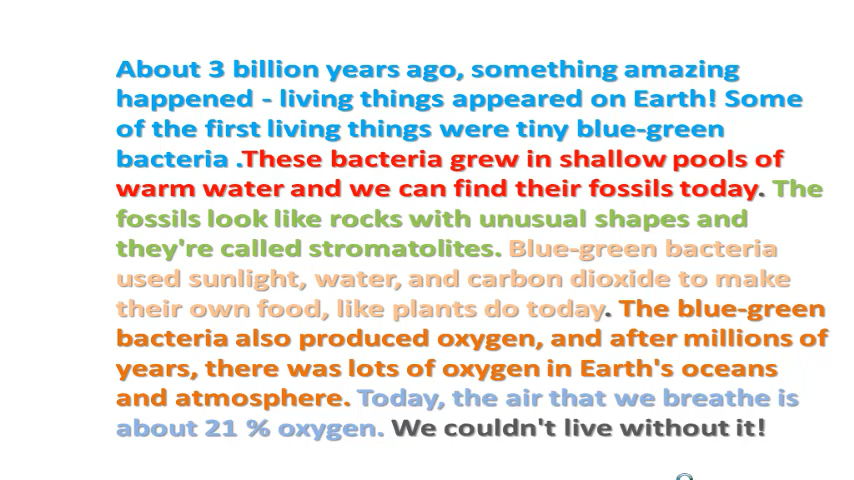 About 3 billion years ago, something amazing
happened - living things appeared on Earth! Some
of the first living things were tiny blue-green
bacteria .These bacteria grew in shallow pools of
warm water and we can find their fossils today. The
fossils look like rocks with unusual shapes and
they're called stromatolites. Blue-green bacteria
used sunlight, water, and carbon dioxide to make
their own food, like plants do today. The blue-green
bacteria also produced oxygen, and after millions of
years, there was lots of oxygen in Earth's oceans
and atmosphere. Today, the air that we breathe is
about 21 % oxygen. We couldn't live without it!